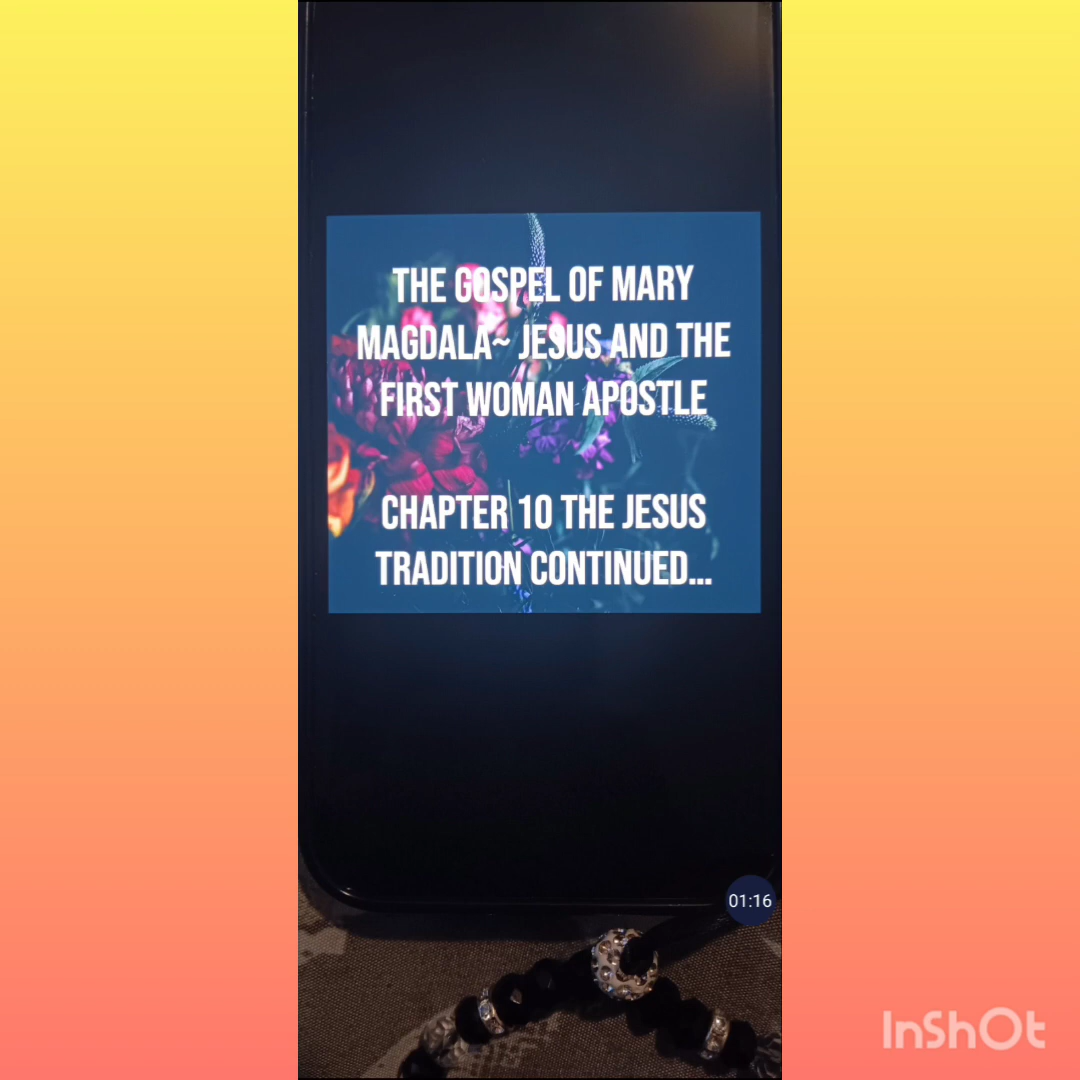 THE GOSPEL OF MARY
MAGDALA~ JESUS AND THE
FIRST WOMAN APOSTLE
CHAPTER 10 THE JESUS
TRADITION CONTINUED...
01:16
InShOt